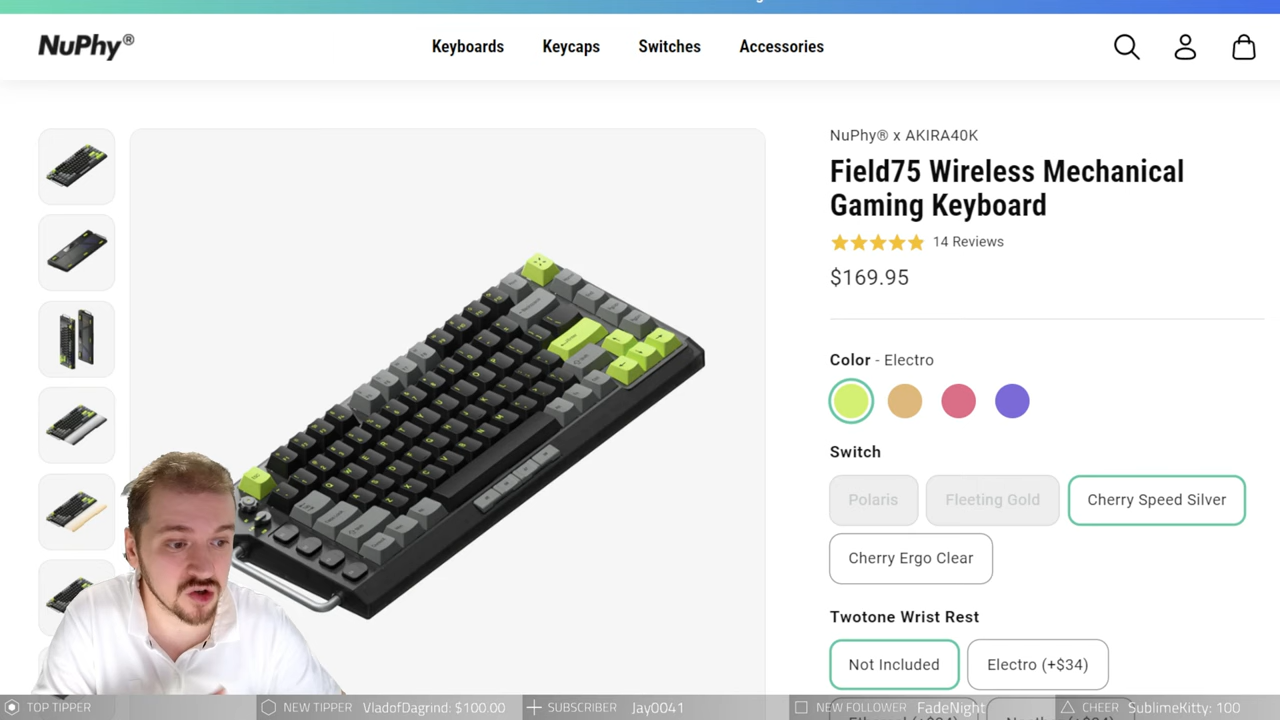 NuPhy®
Keyboards
Keycaps
Switches
Accessories
NuPhy® x AKIRA40K
Field75 Wireless Mechanical
Gaming Keyboard
14 Reviews
$169.95
Color - Electro
Switch
Polaris
Fleeting Gold
Cherry Speed Silver
Cherry Ergo Clear
Twotone Wrist Rest
Not Included
Electro (+$34)
TOP TIPPER
NEW TIPPER VladofDagrind: $100.00
SUBSCRIBER Jay0041
NEW FOLLOWER FadeNight
CHEER SublimeKitty: 100